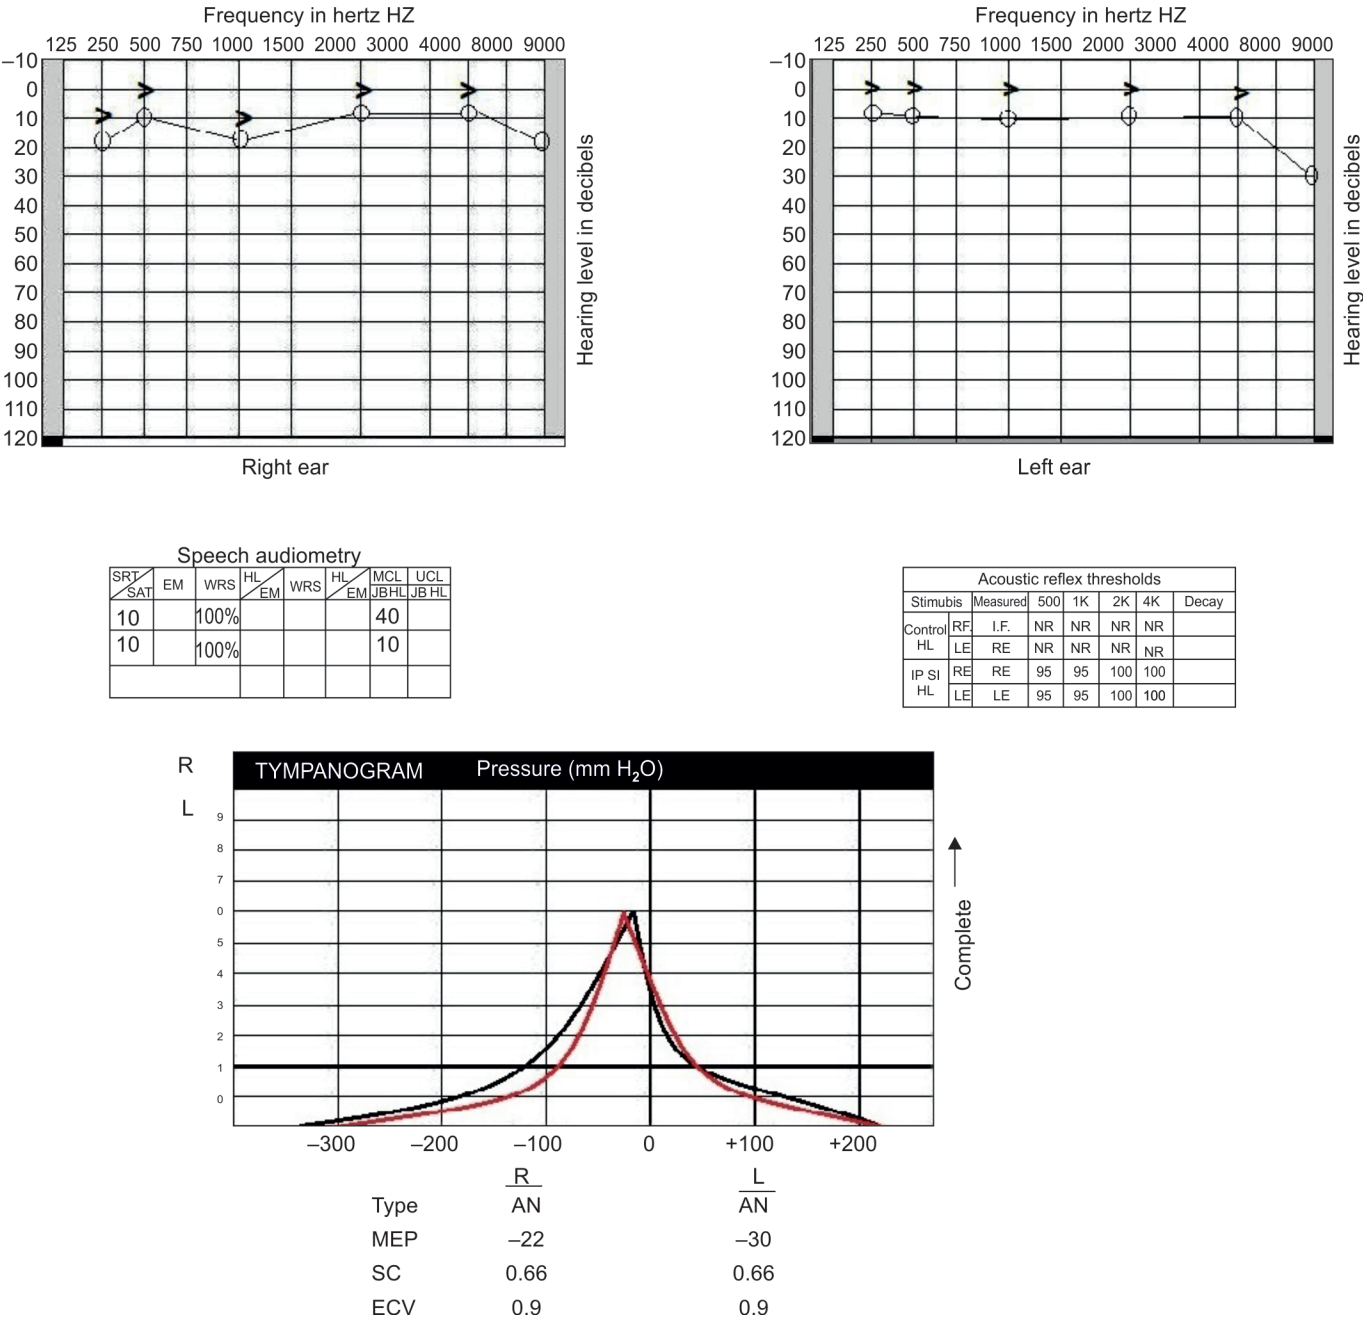 Frequency in hertz HZ
125 250 500 750 1000 1500 2000 3000 4000 8000 9000
–10
0
10
20
30
40
50
60
70
80
90
100
110
120
Hearing level in decibels
Right ear
Frequency in hertz HZ
125 250 500 750 1000 1500 2000 3000 4000 8000 9000
–10
0
10
20
30
40
50
60
70
80
90
100
110
120
Hearing level in decibels
Left ear
Speech audiometry
SRT/SAT EM WRS HL/EM WRS HL/EM MCL UCL
JB HL JB HL
10 100% 40
10 100% 10
Acoustic reflex thresholds
Stimubis Measured 500 1K 2K 4K Decay
Control HL RF. I.F. NR NR NR NR
LE RE NR NR NR NR
IP SI HL RE RE 95 95 100 100
LE LE 95 95 100 100
R
L
TYMPANOGRAM Pressure (mm H₂O)
9
8
7
0
5
4
3
2
1
0
Complete
–300 –200 –100 0 +100 +200
R L
Type AN AN
MEP –22 –30
SC 0.66 0.66
ECV 0.9 0.9